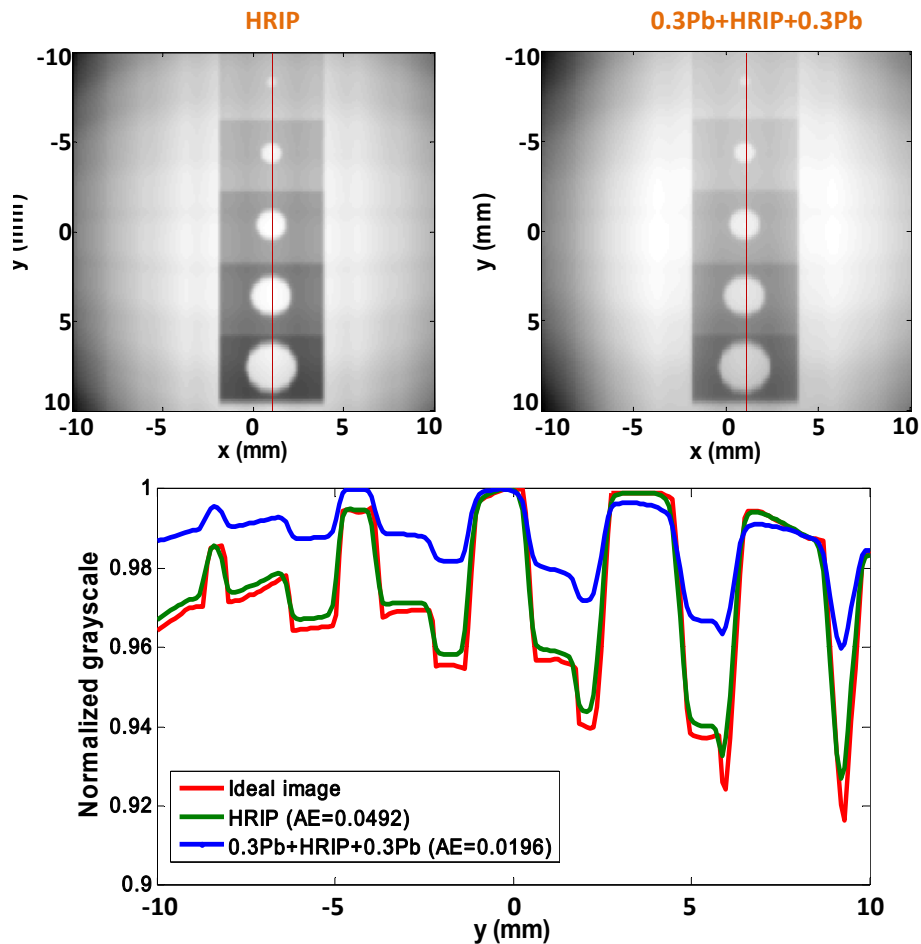 HRIP
0.3Pb+HRIP+0.3Pb
-10
-5
0
5
10
y (mm)
-10 -5 0 5 10
x (mm)
-10
-5
0
5
10
y (mm)
-10 -5 0 5 10
x (mm)
1
0.98
0.96
0.94
0.92
0.9
Normalized grayscale
Ideal image
HRIP (AE=0.0492)
0.3Pb+HRIP+0.3Pb (AE=0.0196)
-10 -5 0 5 10
y (mm)